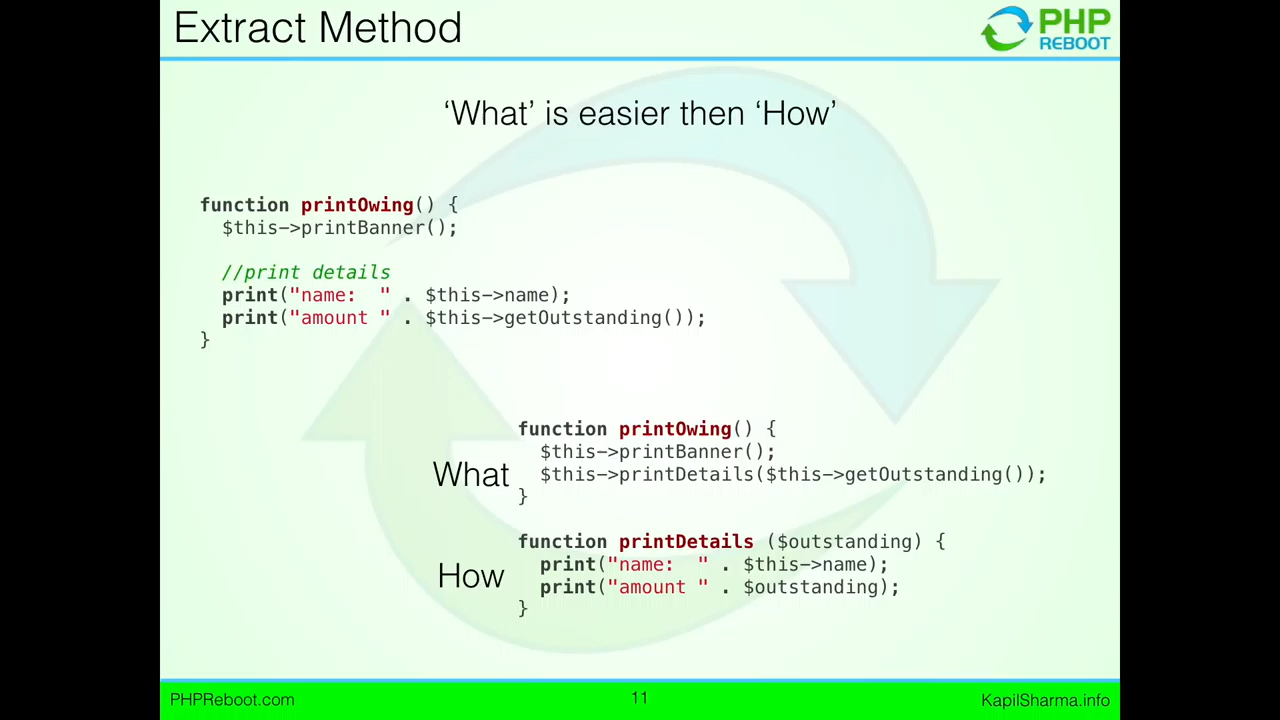 Extract Method
PHP
REBOOT
‘What’ is easier then ‘How’
function printOwing() {
  $this->printBanner();
  //print details
  print("name:  " . $this->name);
  print("amount " . $this->getOutstanding());
}
What
function printOwing() {
  $this->printBanner();
  $this->printDetails($this->getOutstanding());
}
How
function printDetails ($outstanding) {
  print("name:  " . $this->name);
  print("amount " . $outstanding);
}
PHPReboot.com
11
KapilSharma.info